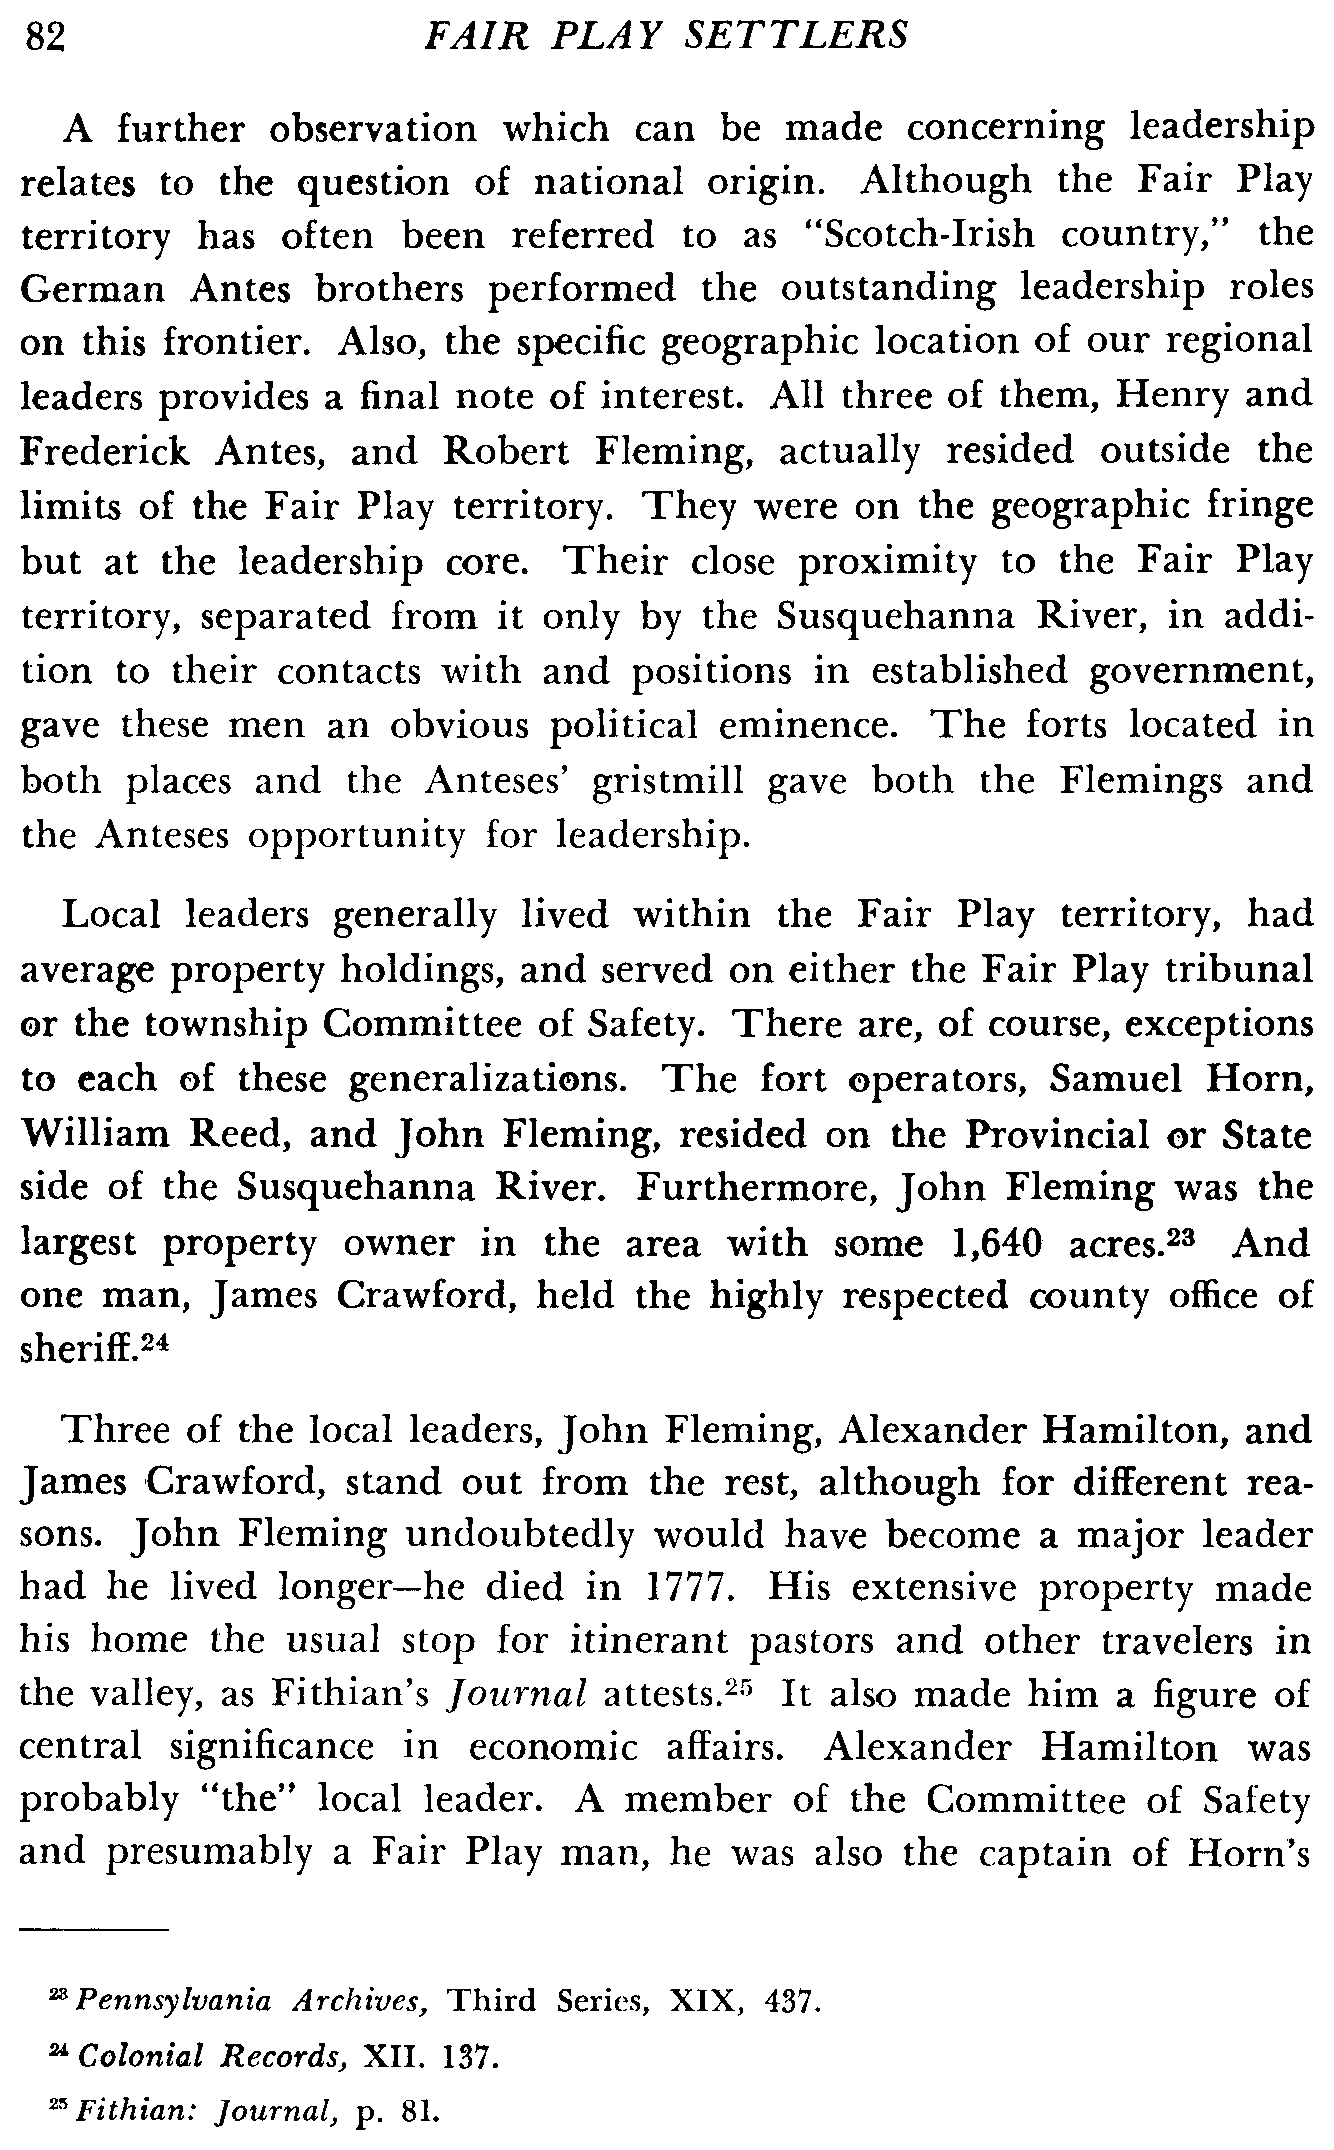 82 FAIR PLAY SETTLERS
A further observation which can be made concerning leadership
relates to the question of national origin. Although the Fair Play
territory has often been referred to as "Scotch-Irish country," the
German Antes brothers performed the outstanding leadership roles
on this frontier. Also, the specific geographic location of our regional
leaders provides a final note of interest. All three of them, Henry and
Frederick Antes, and Robert Fleming, actually resided outside the
limits of the Fair Play territory. They were on the geographic fringe
but at the leadership core. Their close proximity to the Fair Play
territory, separated from it only by the Susquehanna River, in addi-
tion to their contacts with and positions in established government,
gave these men an obvious political eminence. The forts located in
both places and the Anteses' gristmill gave both the Flemings and
the Anteses opportunity for leadership.
Local leaders generally lived within the Fair Play territory, had
average property holdings, and served on either the Fair Play tribunal
or the township Committee of Safety. There are, of course, exceptions
to each of these generalizations. The fort operators, Samuel Horn,
William Reed, and John Fleming, resided on the Provincial or State
side of the Susquehanna River. Furthermore, John Fleming was the
largest property owner in the area with some 1,640 acres.²³ And
one man, James Crawford, held the highly respected county office of
sheriff.²⁴
Three of the local leaders, John Fleming, Alexander Hamilton, and
James Crawford, stand out from the rest, although for different rea-
sons. John Fleming undoubtedly would have become a major leader
had he lived longer—he died in 1777. His extensive property made
his home the usual stop for itinerant pastors and other travelers in
the valley, as Fithian's Journal attests.²⁵ It also made him a figure of
central significance in economic affairs. Alexander Hamilton was
probably "the" local leader. A member of the Committee of Safety
and presumably a Fair Play man, he was also the captain of Horn's
²³ Pennsylvania Archives, Third Series, XIX, 437.
²⁴ Colonial Records, XII. 137.
²⁵ Fithian: Journal, p. 81.